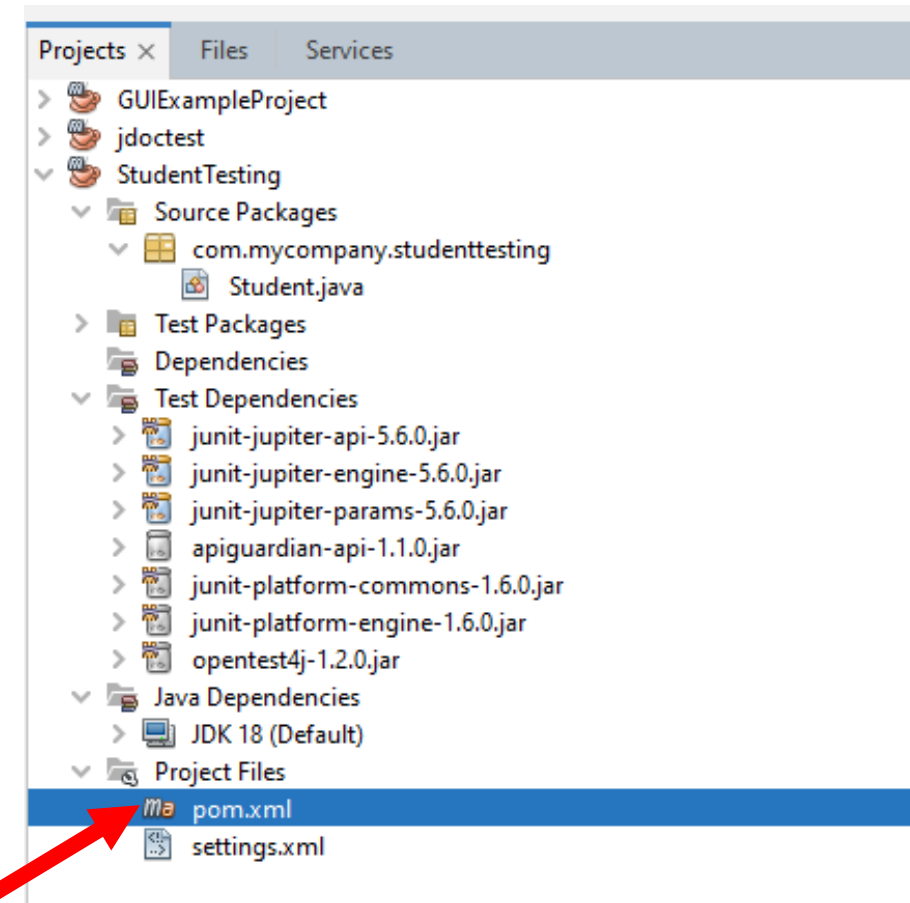 Projects × Files Services
GUIExampleProject
jdoctest
StudentTesting
Source Packages
com.mycompany.studenttesting
Student.java
Test Packages
Dependencies
Test Dependencies
junit-jupiter-api-5.6.0.jar
junit-jupiter-engine-5.6.0.jar
junit-jupiter-params-5.6.0.jar
apiguardian-api-1.1.0.jar
junit-platform-commons-1.6.0.jar
junit-platform-engine-1.6.0.jar
opentest4j-1.2.0.jar
Java Dependencies
JDK 18 (Default)
Project Files
ma pom.xml
settings.xml